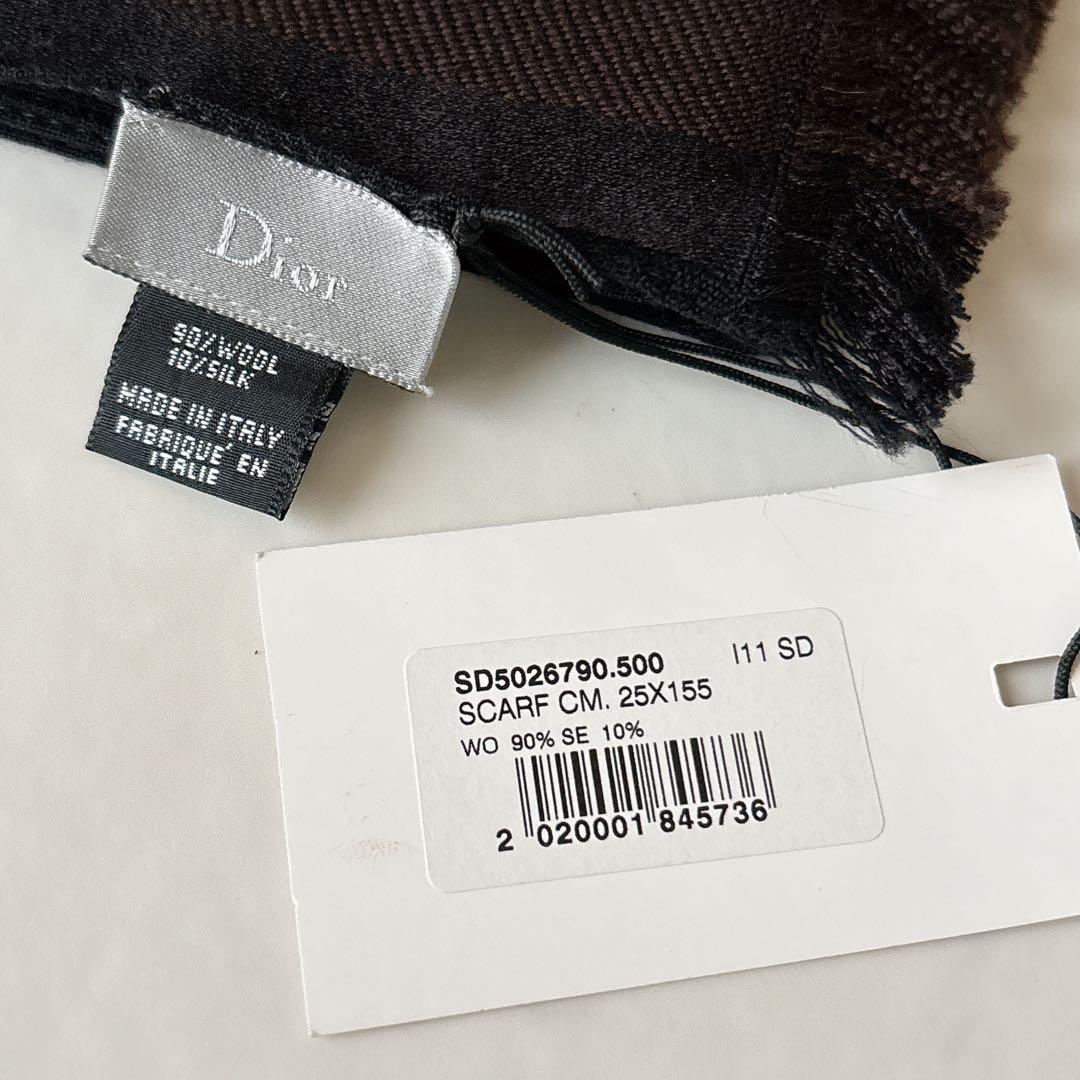 Dior
90%WOOL
10%SILK
MADE IN ITALY
FABRIQUE EN
ITALIE
SD5026790.500 I11 SD
SCARF CM. 25X155
WO 90% SE 10%
2 020001 845736